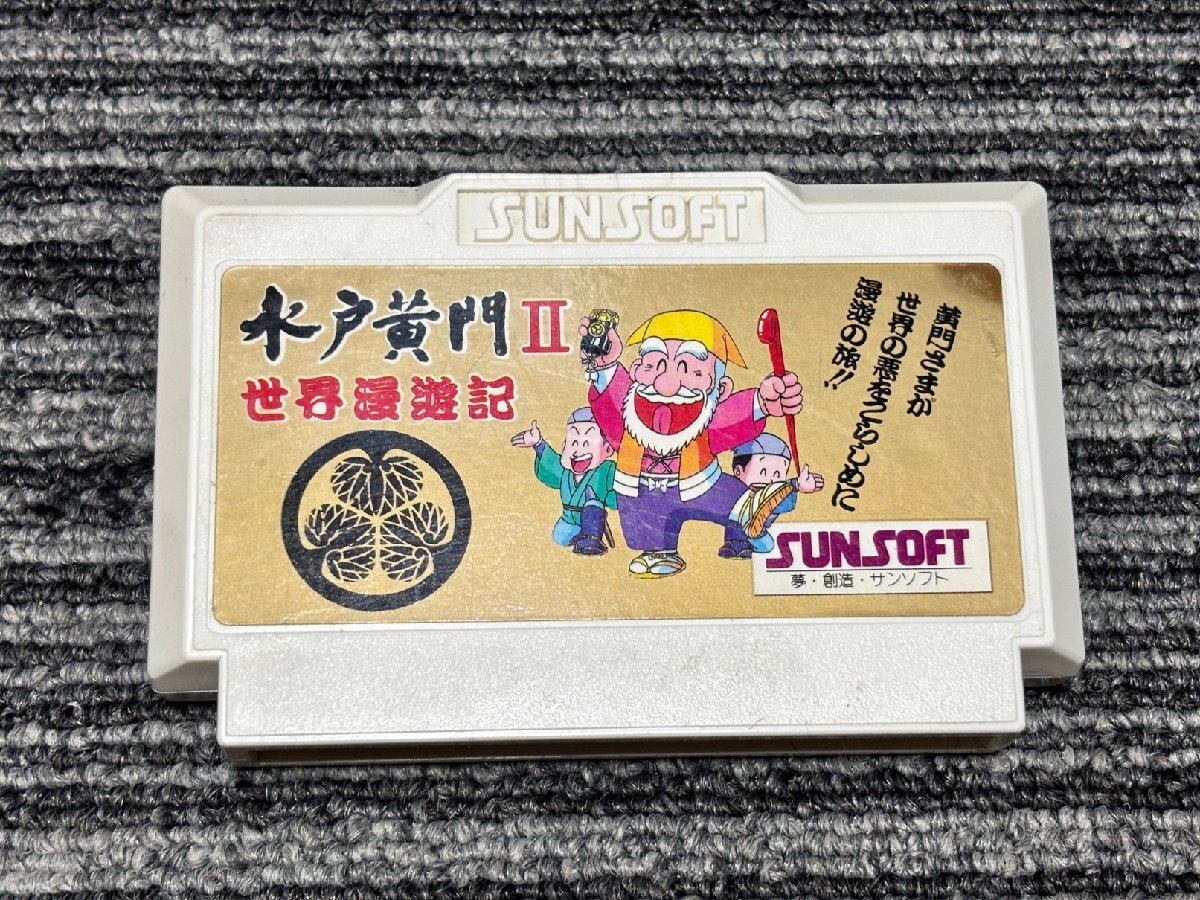 SUNSOFT
水戸黄門II
世界漫遊記
黄門さまが
世界の悪をこらしめに
漫遊の旅!!
SUNSOFT
夢・創造・サンソフト